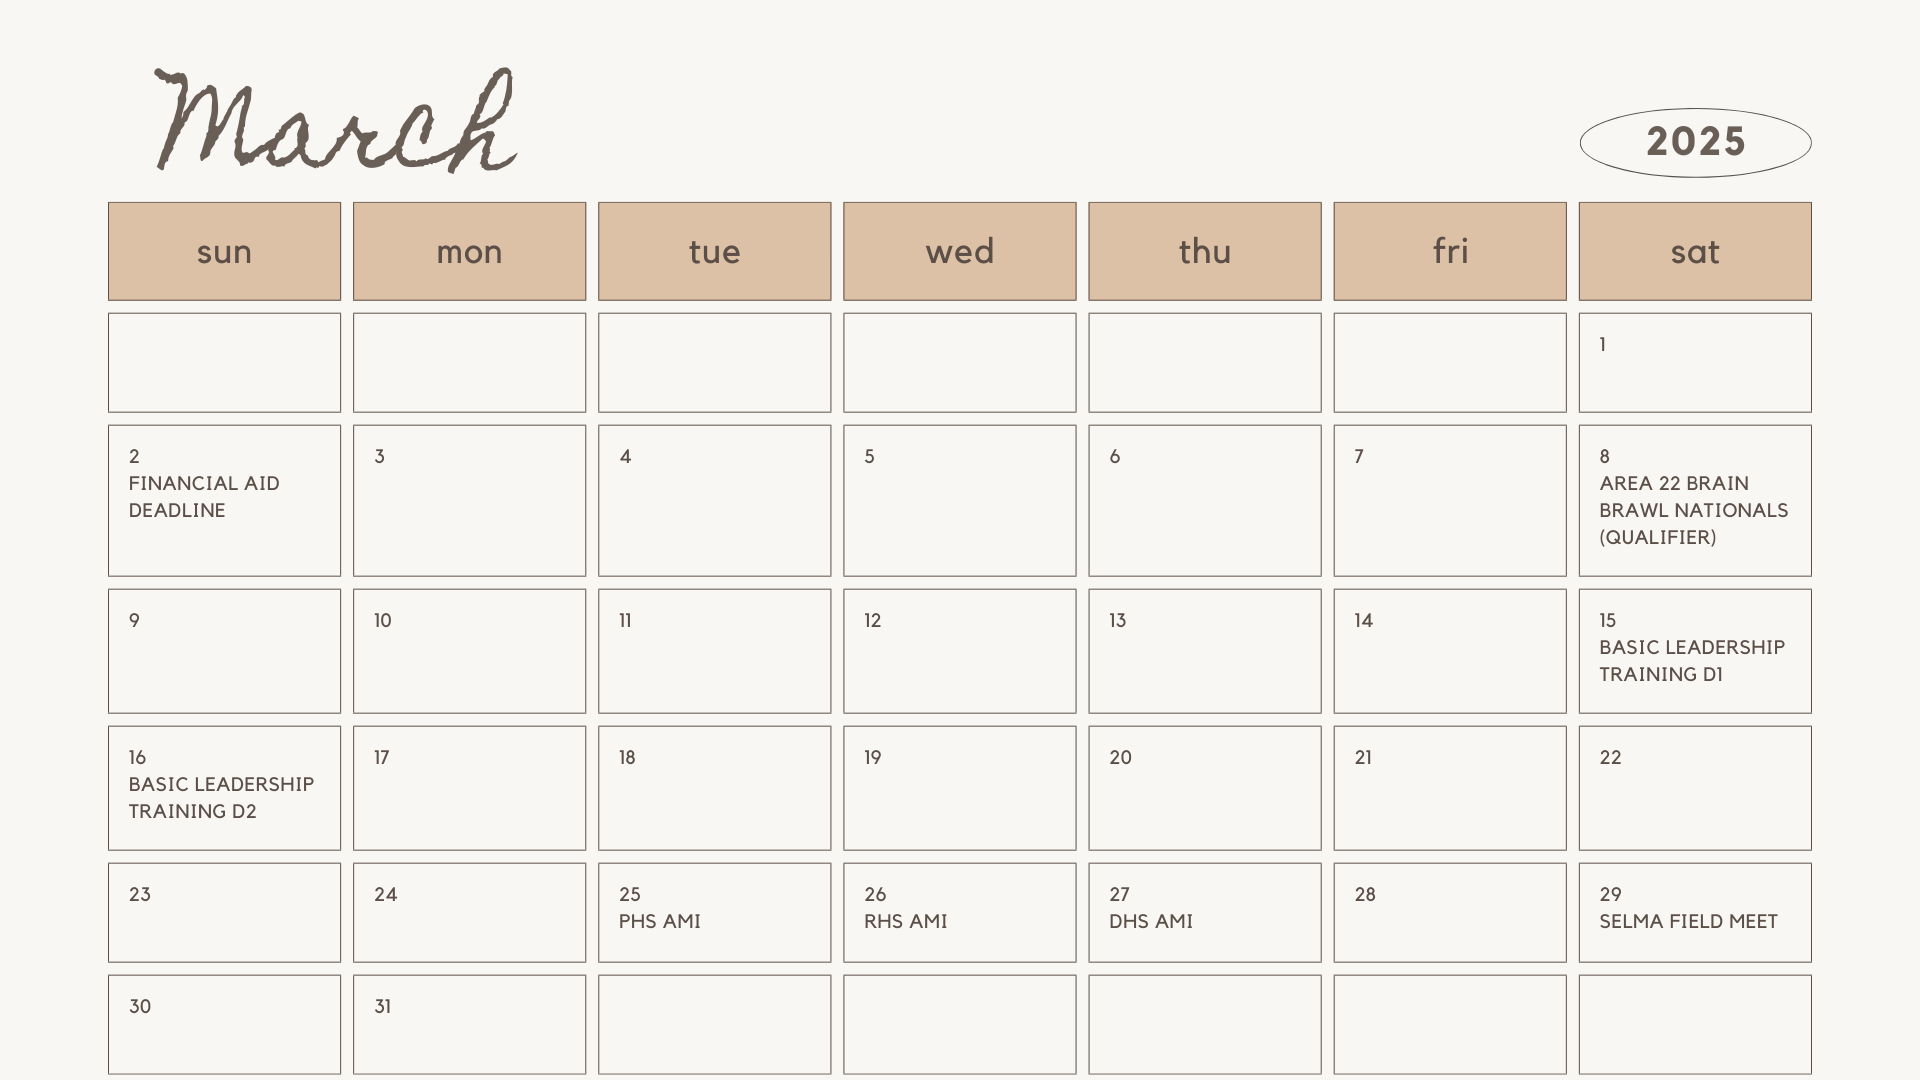 March
2025
sun mon tue wed thu fri sat
1
2
FINANCIAL AID
DEADLINE
3
4
5
6
7
8
AREA 22 BRAIN
BRAWL NATIONALS
(QUALIFIER)
9
10
11
12
13
14
15
BASIC LEADERSHIP
TRAINING D1
16
BASIC LEADERSHIP
TRAINING D2
17
18
19
20
21
22
23
24
25
PHS AMI
26
RHS AMI
27
DHS AMI
28
29
SELMA FIELD MEET
30
31